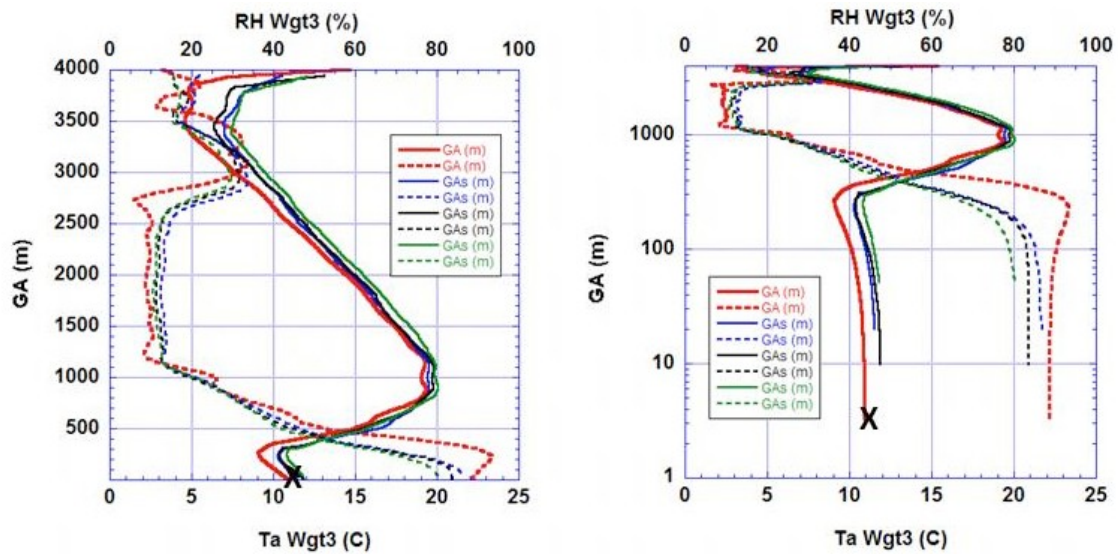 RH Wgt3 (%)
0 20 40 60 80 100
4000
3500
3000
2500
2000
1500
1000
500
GA (m)
GA (m)
GA (m)
GAs (m)
GAs (m)
GAs (m)
GAs (m)
GAs (m)
GAs (m)
X
0 5 10 15 20 25
Ta Wgt3 (C)
RH Wgt3 (%)
0 20 40 60 80 100
1000
100
10
1
GA (m)
GA (m)
GA (m)
GAs (m)
GAs (m)
GAs (m)
GAs (m)
GAs (m)
GAs (m)
X
0 5 10 15 20 25
Ta Wgt3 (C)